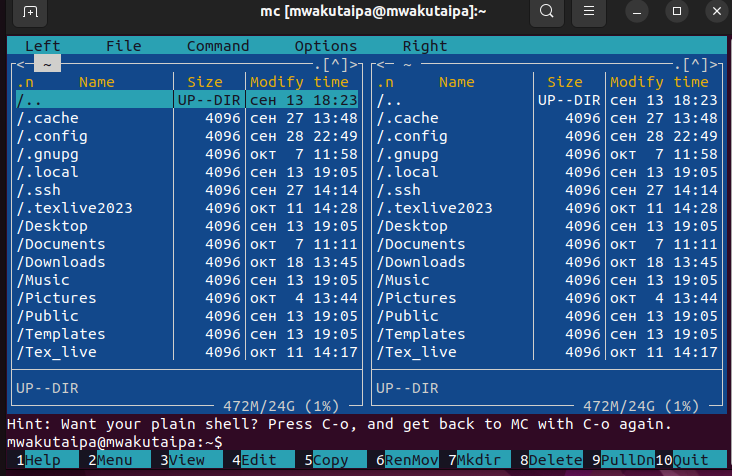 mc [mwakutaipa@mwakutaipa]:~
Left File Command Options Right
<─ ~ ─.[^]>  <─ ~ ─.[^]>
.n Name Size Modify time  .n Name Size Modify time
/.. UP--DIR сен 13 18:23  /.. UP--DIR сен 13 18:23
/.cache 4096 сен 27 13:48  /.cache 4096 сен 27 13:48
/.config 4096 сен 28 22:49  /.config 4096 сен 28 22:49
/.gnupg 4096 окт 7 11:58  /.gnupg 4096 окт 7 11:58
/.local 4096 сен 13 19:05  /.local 4096 сен 13 19:05
/.ssh 4096 сен 27 14:14  /.ssh 4096 сен 27 14:14
/.texlive2023 4096 окт 11 14:28  /.texlive2023 4096 окт 11 14:28
/Desktop 4096 сен 13 19:05  /Desktop 4096 сен 13 19:05
/Documents 4096 окт 7 11:11  /Documents 4096 окт 7 11:11
/Downloads 4096 окт 18 13:45  /Downloads 4096 окт 18 13:45
/Music 4096 сен 13 19:05  /Music 4096 сен 13 19:05
/Pictures 4096 окт 4 13:44  /Pictures 4096 окт 4 13:44
/Public 4096 сен 13 19:05  /Public 4096 сен 13 19:05
/Templates 4096 сен 13 19:05  /Templates 4096 сен 13 19:05
/Tex_live 4096 окт 11 14:17  /Tex_live 4096 окт 11 14:17
UP--DIR  UP--DIR
472M/24G (1%)  472M/24G (1%)
Hint: Want your plain shell? Press C-o, and get back to MC with C-o again.
mwakutaipa@mwakutaipa:~$
1Help 2Menu 3View 4Edit 5Copy 6RenMov 7Mkdir 8Delete 9PullDn 10Quit